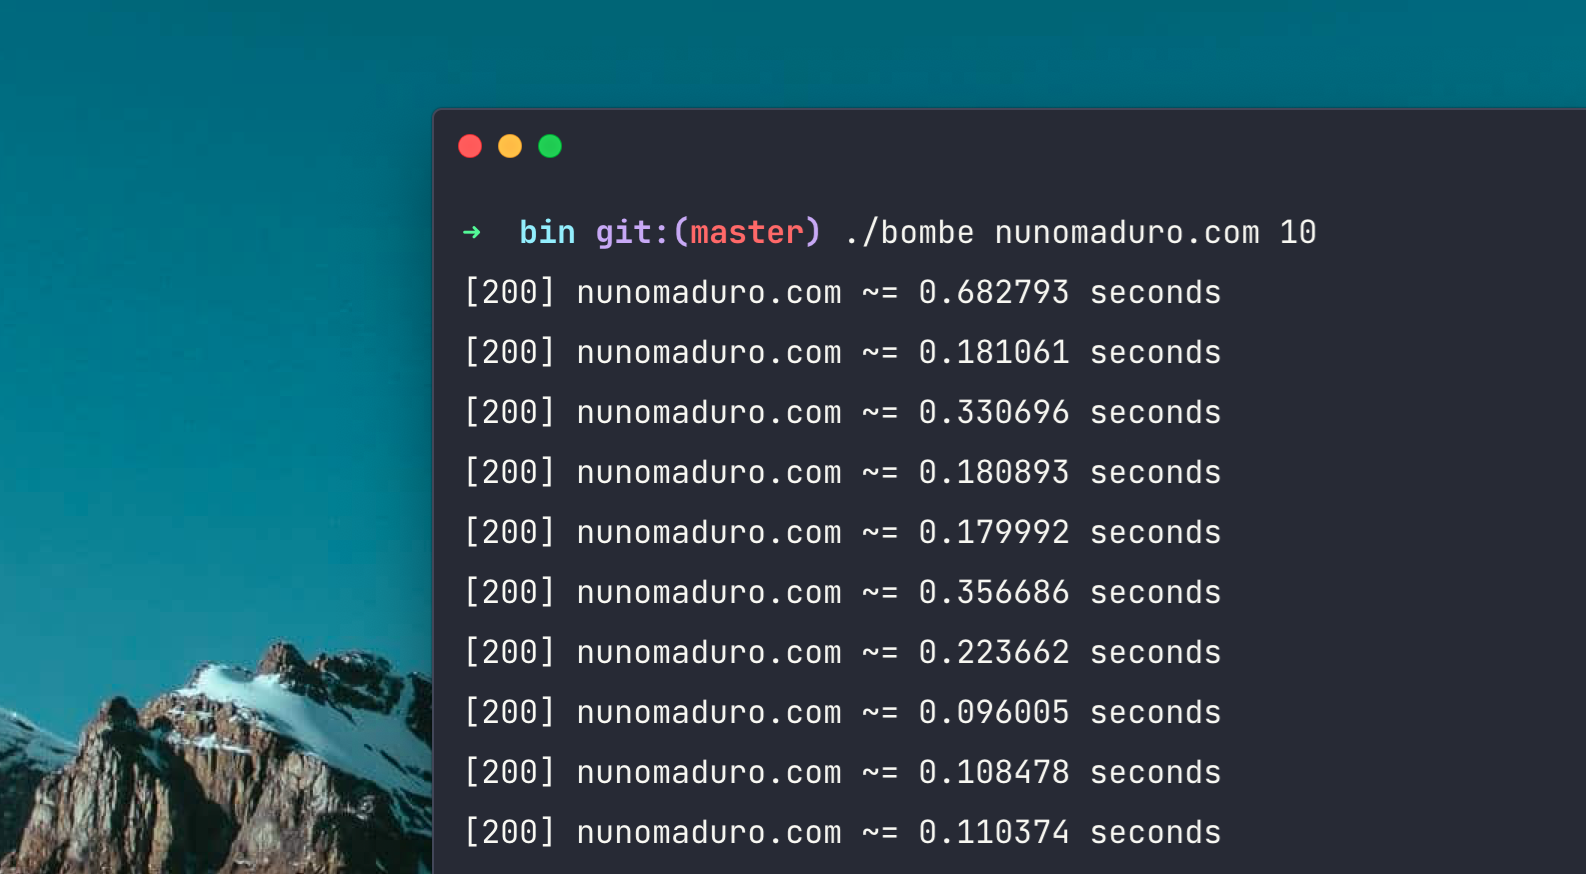 ➜ bin git:(master) ./bombe nunomaduro.com 10
[200] nunomaduro.com ~= 0.682793 seconds
[200] nunomaduro.com ~= 0.181061 seconds
[200] nunomaduro.com ~= 0.330696 seconds
[200] nunomaduro.com ~= 0.180893 seconds
[200] nunomaduro.com ~= 0.179992 seconds
[200] nunomaduro.com ~= 0.356686 seconds
[200] nunomaduro.com ~= 0.223662 seconds
[200] nunomaduro.com ~= 0.096005 seconds
[200] nunomaduro.com ~= 0.108478 seconds
[200] nunomaduro.com ~= 0.110374 seconds